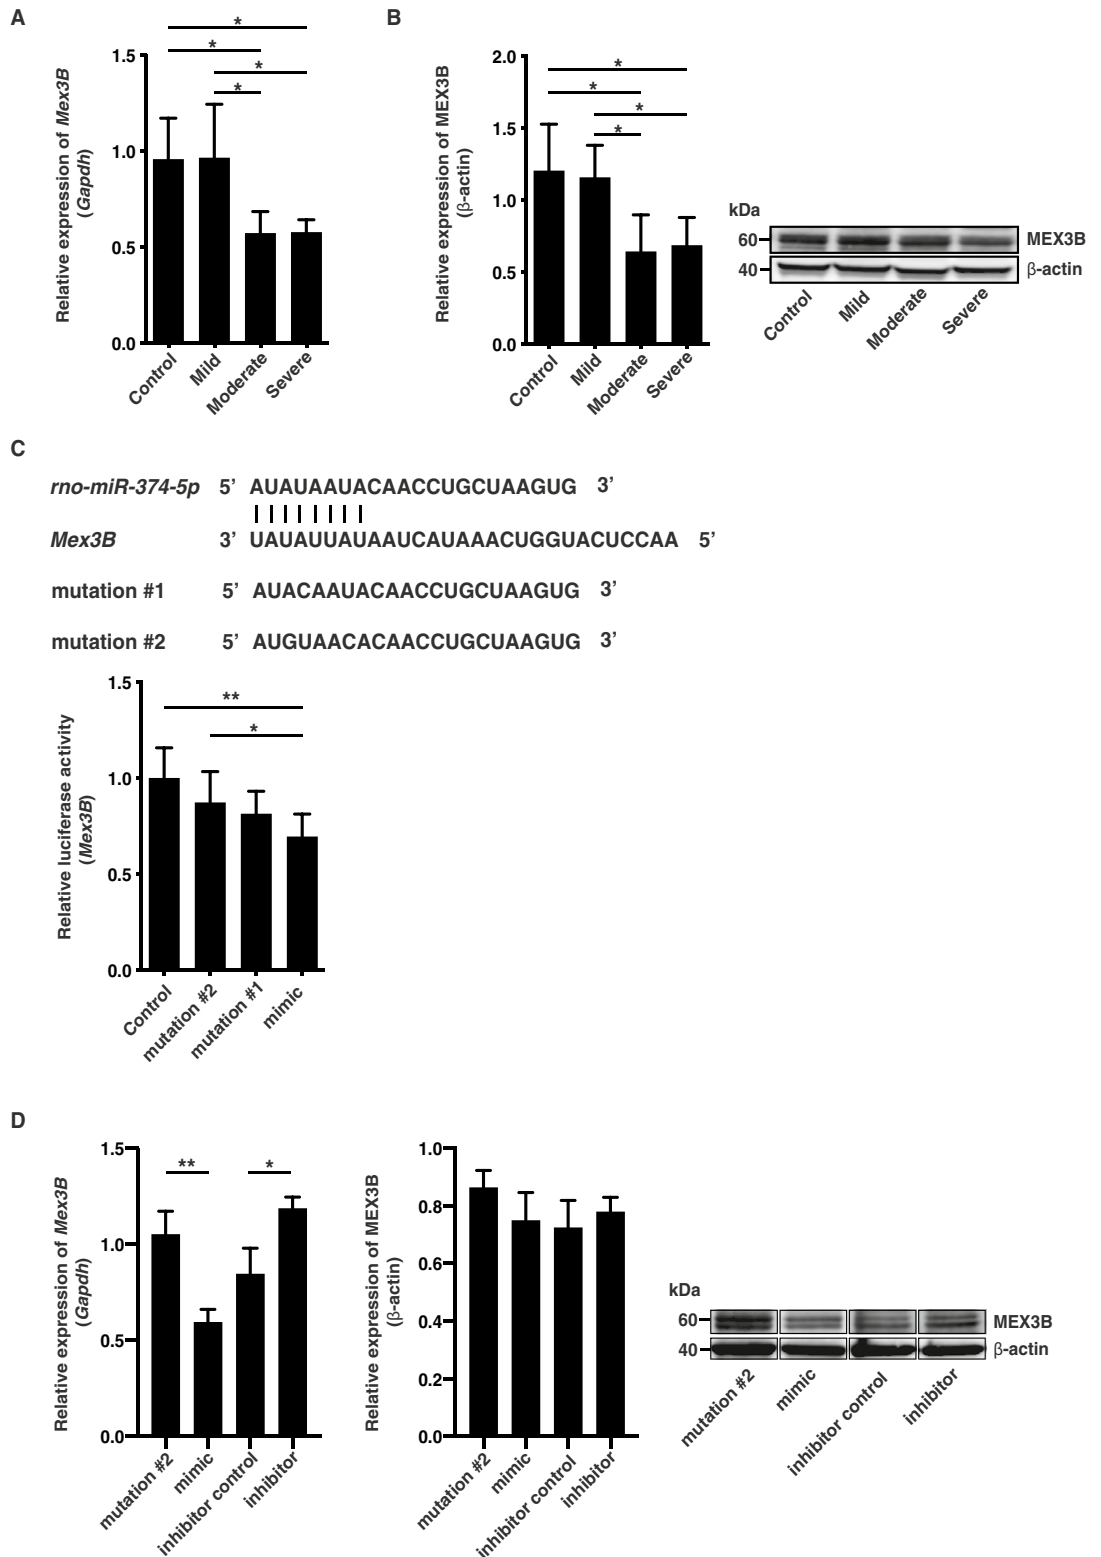 A
Relative expression of Mex3B
(Gapdh)
1.5
1.0
0.5
0.0
*
*
*
*
Control
Mild
Moderate
Severe
B
Relative expression of MEX3B
(β-actin)
2.0
1.5
1.0
0.5
0.0
*
*
*
*
Control
Mild
Moderate
Severe
kDa
60
MEX3B
40
β-actin
Control
Mild
Moderate
Severe
C
rno-miR-374-5p 5’ AUAUAAUACAACCUGCUAAGUG 3’
Mex3B 3’ UAUAUUAUAAUCAUAAACUGGUACUCCAA 5’
mutation #1 5’ AUACAAUACAACCUGCUAAGUG 3’
mutation #2 5’ AUGUAACACAACCUGCUAAGUG 3’
Relative luciferase activity
(Mex3B)
1.5
1.0
0.5
0.0
**
*
Control
mutation #2
mutation #1
mimic
D
Relative expression of Mex3B
(Gapdh)
1.5
1.0
0.5
0.0
**
*
mutation #2
mimic
inhibitor control
inhibitor
Relative expression of MEX3B
(β-actin)
1.0
0.8
0.6
0.4
0.2
0.0
mutation #2
mimic
inhibitor control
inhibitor
kDa
60
MEX3B
40
β-actin
mutation #2
mimic
inhibitor control
inhibitor